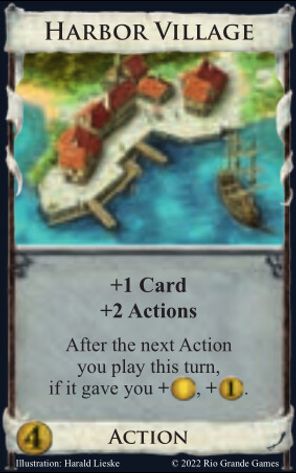 HARBOR VILLAGE
+1 Card
+2 Actions
After the next Action
you play this turn,
if it gave you +, +1.
4
ACTION
Illustration: Harald Lieske © 2022 Rio Grande Games